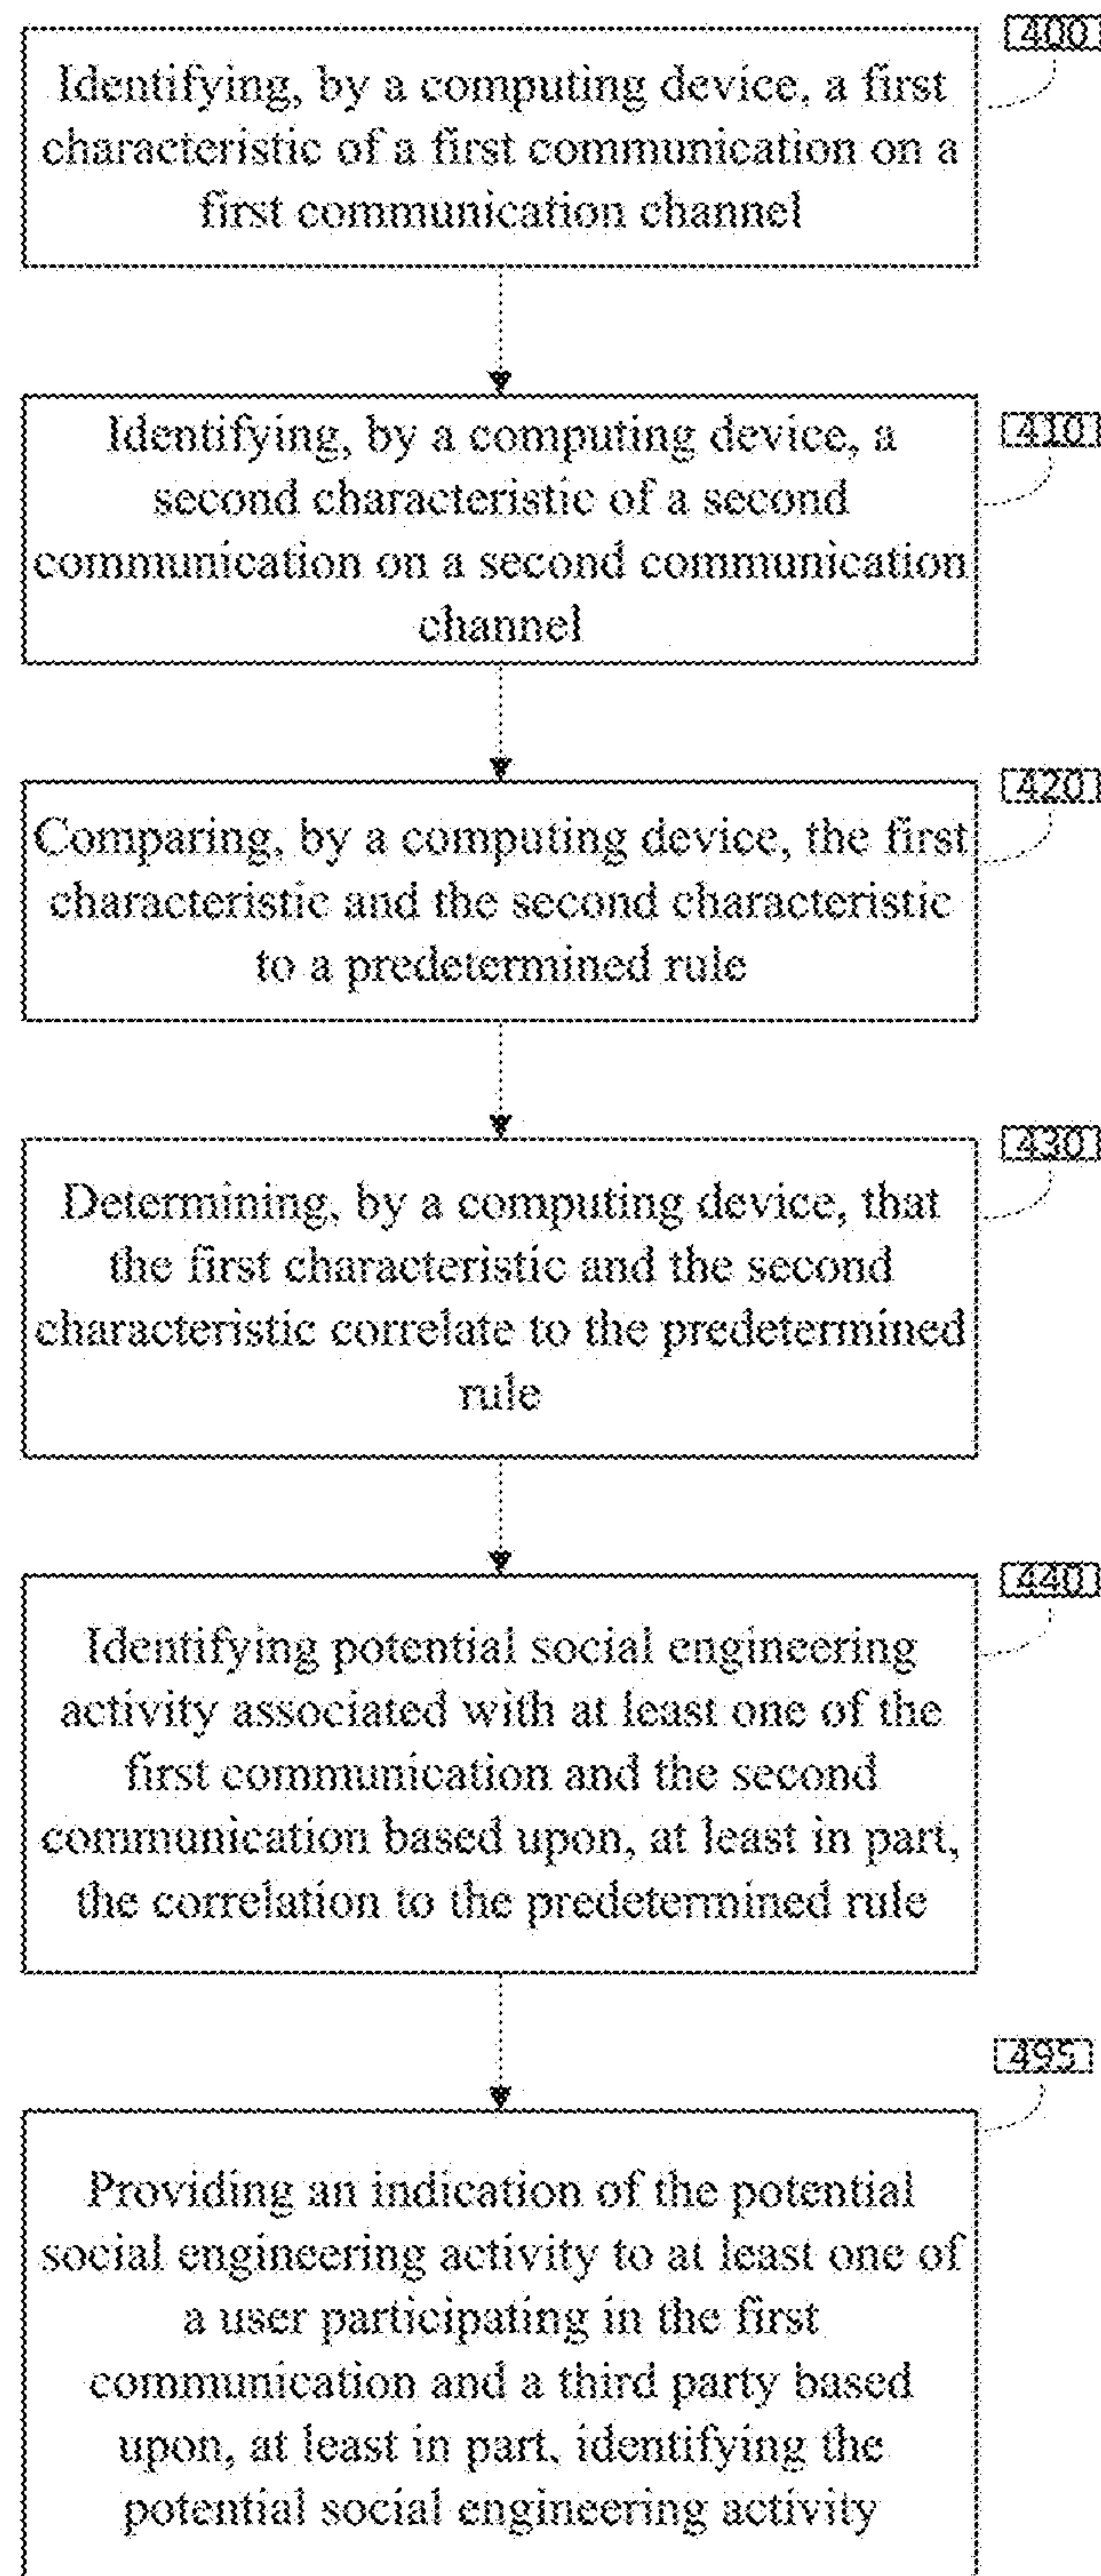 400
Identifying, by a computing device, a first
characteristic of a first communication on a
first communication channel
410
Identifying, by a computing device, a
second characteristic of a second
communication on a second communication
channel
420
Comparing, by a computing device, the first
characteristic and the second characteristic
to a predetermined rule
430
Determining, by a computing device, that
the first characteristic and the second
characteristic correlate to the predetermined
rule
440
Identifying potential social engineering
activity associated with at least one of the
first communication and the second
communication based upon, at least in part,
the correlation to the predetermined rule
495
Providing an indication of the potential
social engineering activity to at least one of
a user participating in the first
communication and a third party based
upon, at least in part, identifying the
potential social engineering activity